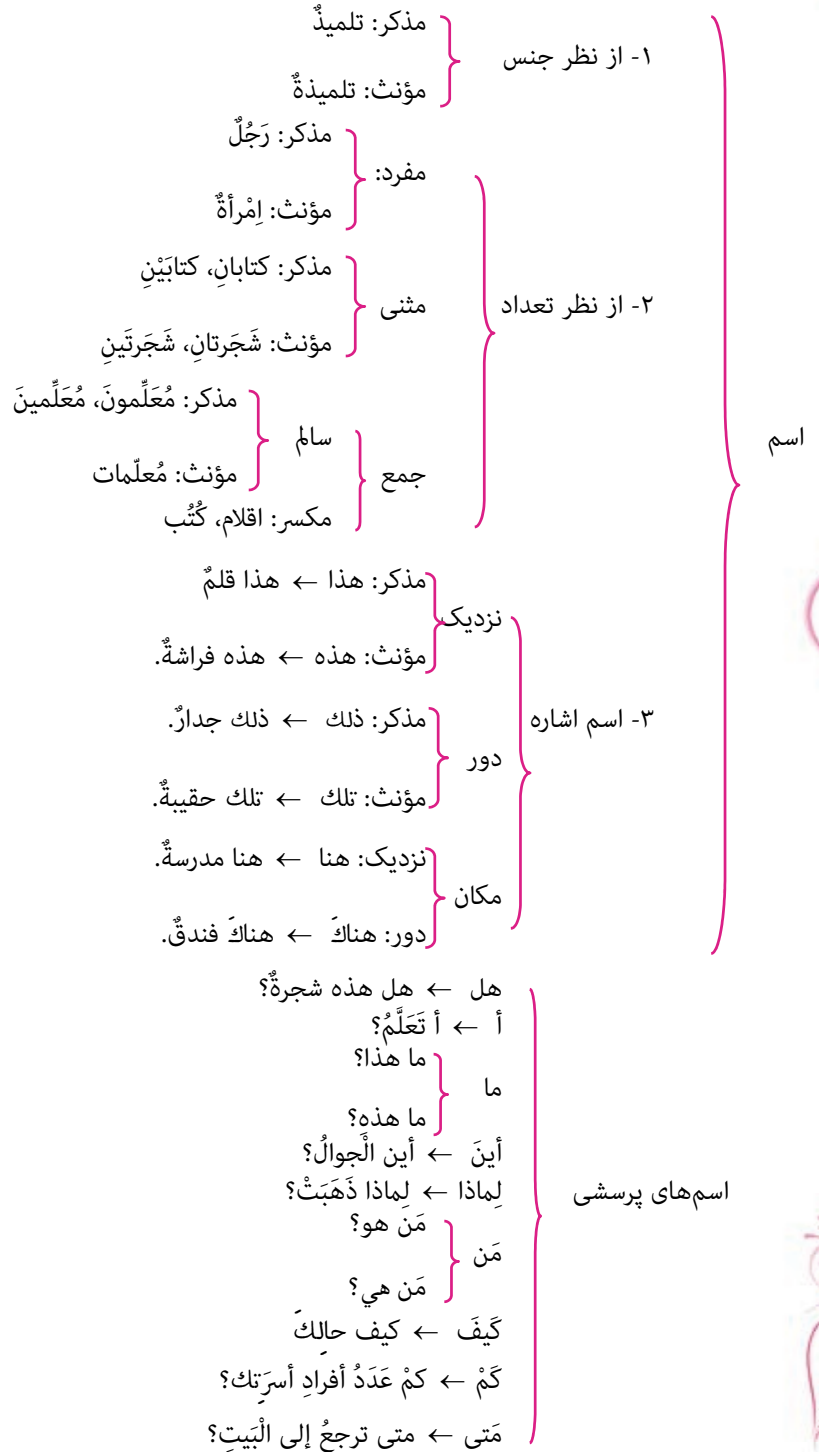 مذکر: تلمیذٌ
۱- از نظر جنس
مؤنث: تلمیذةٌ
مذکر: رَجُلٌ
مفرد:
مؤنث: اِمْرأةٌ
مذکر: کتابانِ، کتابَیْنِ
۲- از نظر تعداد مثنی
مؤنث: شَجَرتانِ، شَجَرتَینِ
مذکر: مُعَلِّمونَ، مُعَلِّمینَ
اسم
سالم
جمع
مؤنث: مُعلّمات
مکسر: اقلام، کُتُب
مذکر: هذا ← هذا قلمٌ
نزدیک
مؤنث: هذه ← هذه فراشةٌ.
۳- اسم اشاره
مذکر: ذلك ← ذلك جدارٌ.
دور
مؤنث: تلك ← تلك حقیبةٌ.
نزدیک: هنا ← هنا مدرسةٌ.
مکان
دور: هناكَ ← هناكَ فندقٌ.
هل ← هل هذه شجرةٌ؟
أ ← أ تَعَلَّمُ؟
ما هذا؟
ما
ما هذه؟
أینَ ← أین الْجوالُ؟
اسم‌های پرسشی
لِماذا ← لِماذا ذَهَبَتْ؟
مَن هو؟
مَن
مَن هي؟
کَیفَ ← کیف حالِكَ
کَمْ ← کمْ عَدَدُ أفرادِ أسرَتِك؟
مَتی ← متی ترجعُ إلی الْبَیتِ؟